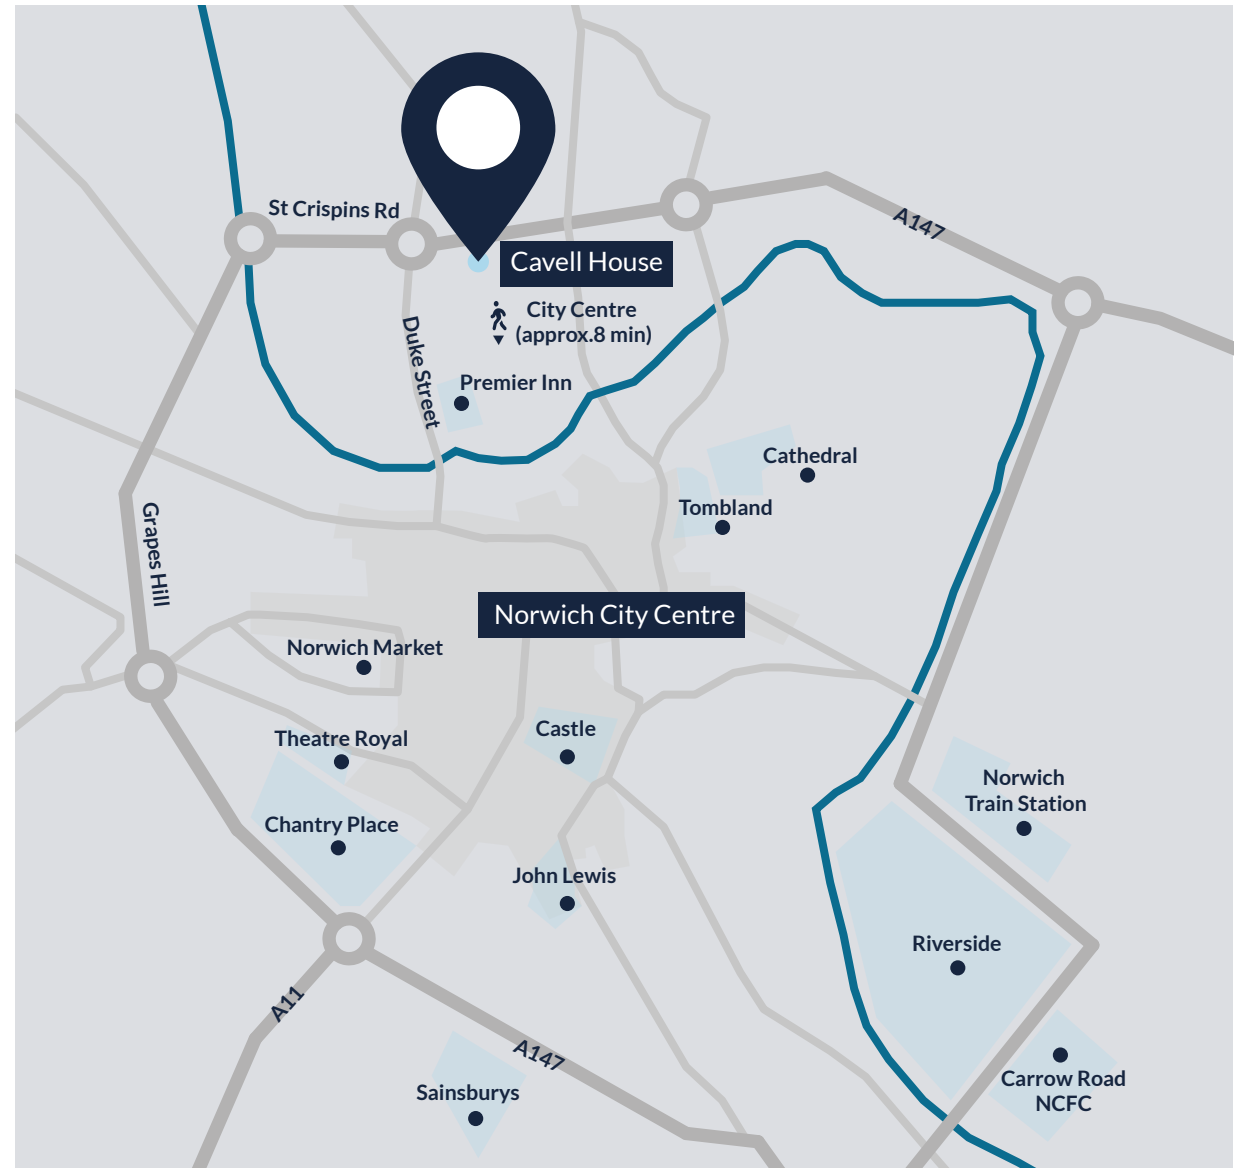 St Crispins Rd
A147
Cavell House
City Centre
(approx.8 min)
Duke Street
Premier Inn
Cathedral
Tombland
Grapes Hill
Norwich City Centre
Norwich Market
Castle
Theatre Royal
Norwich
Train Station
Chantry Place
John Lewis
Riverside
A11
A147
Carrow Road
NCFC
Sainsburys